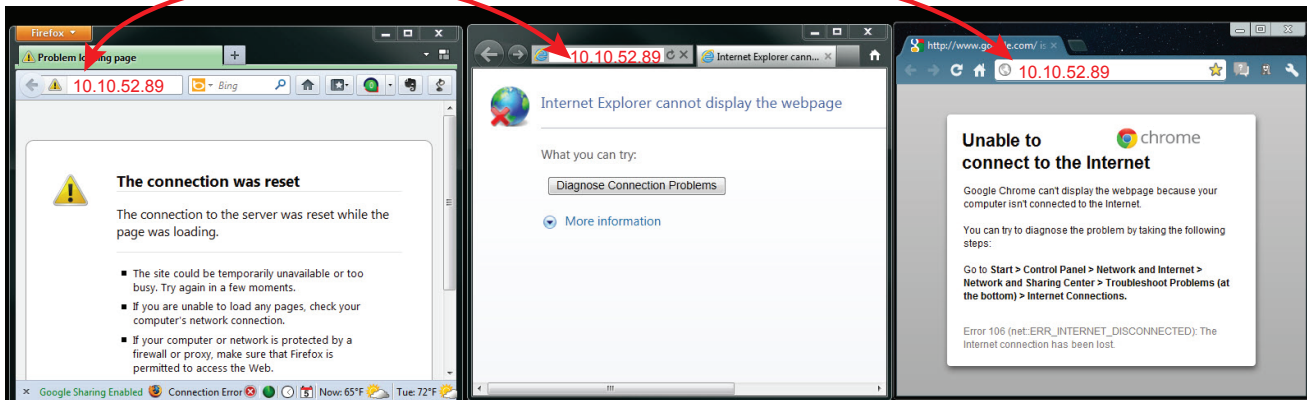 Firefox
Problem loading page
10.10.52.89
Bing
The connection was reset
The connection to the server was reset while the
page was loading.
The site could be temporarily unavailable or too
busy. Try again in a few moments.
If you are unable to load any pages, check your
computer's network connection.
If your computer or network is protected by a
firewall or proxy, make sure that Firefox is
permitted to access the Web.
× Google Sharing Enabled Connection Error 5 Now: 65°F Tue: 72°F
10.10.52.89 Internet Explorer cann... ×
Internet Explorer cannot display the webpage
What you can try:
Diagnose Connection Problems
More information
http://www.google.com/ is ×
10.10.52.89
Unable to
connect to the Internet
chrome
Google Chrome can't display the webpage because your
computer isn't connected to the Internet.
You can try to diagnose the problem by taking the following
steps:
Go to Start > Control Panel > Network and Internet >
Network and Sharing Center > Troubleshoot Problems (at
the bottom) > Internet Connections.
Error 106 (net::ERR_INTERNET_DISCONNECTED): The
Internet connection has been lost.